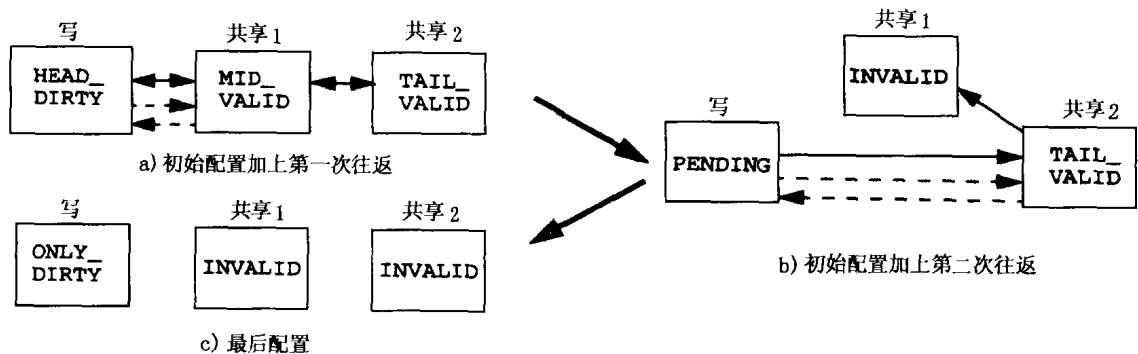 写 共享1 共享2
HEAD_
DIRTY
MID_
VALID
TAIL_
VALID
a)初始配置加上第一次往返
共享1
INVALID
写
共享2
PENDING
TAIL_
VALID
b)初始配置加上第二次往返
写 共享1 共享2
ONLY_
DIRTY
INVALID
INVALID
c)最后配置